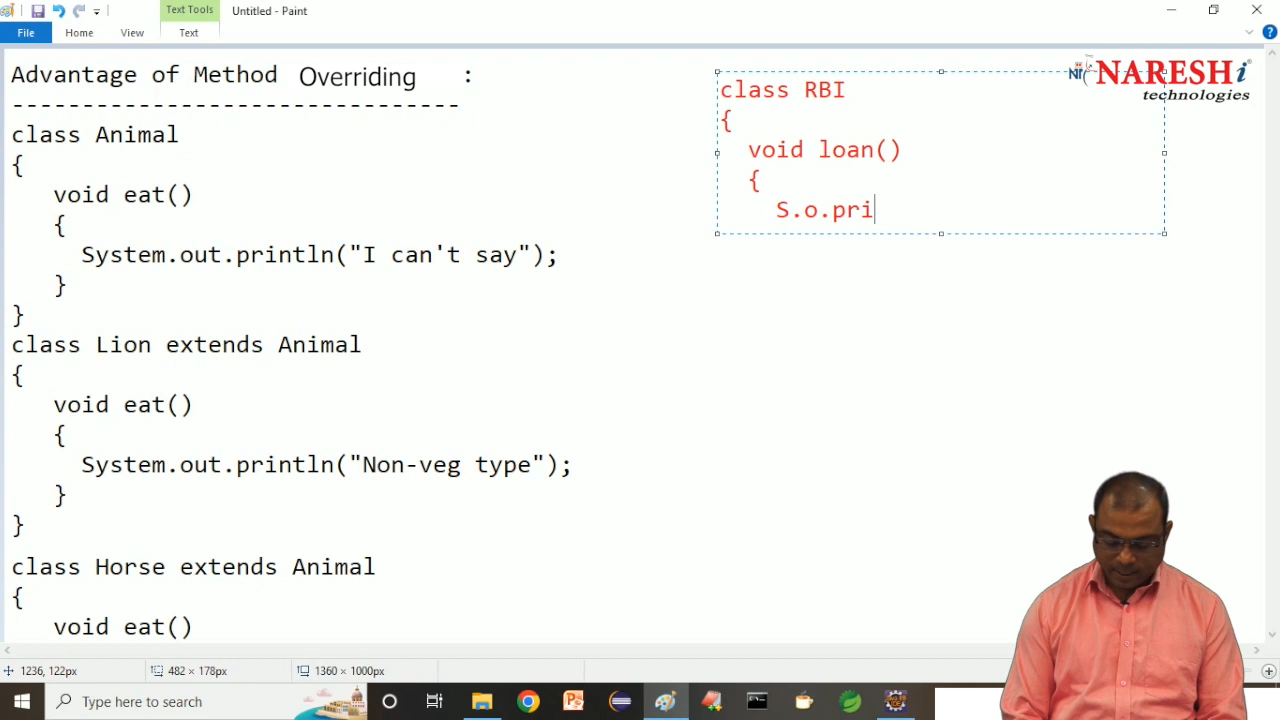 Text Tools
Untitled - Paint
File
Home
View
Text
Advantage of Method Overriding :
--------------------------------
class Animal
{
void eat()
{
System.out.println("I can't say");
}
}
class Lion extends Animal
{
void eat()
{
System.out.println("Non-veg type");
}
}
class Horse extends Animal
{
void eat()
class RBI
{
void loan()
{
S.o.pri
NARESHi
technologies
1236, 122px
482 × 178px
1360 × 1000px
Type here to search